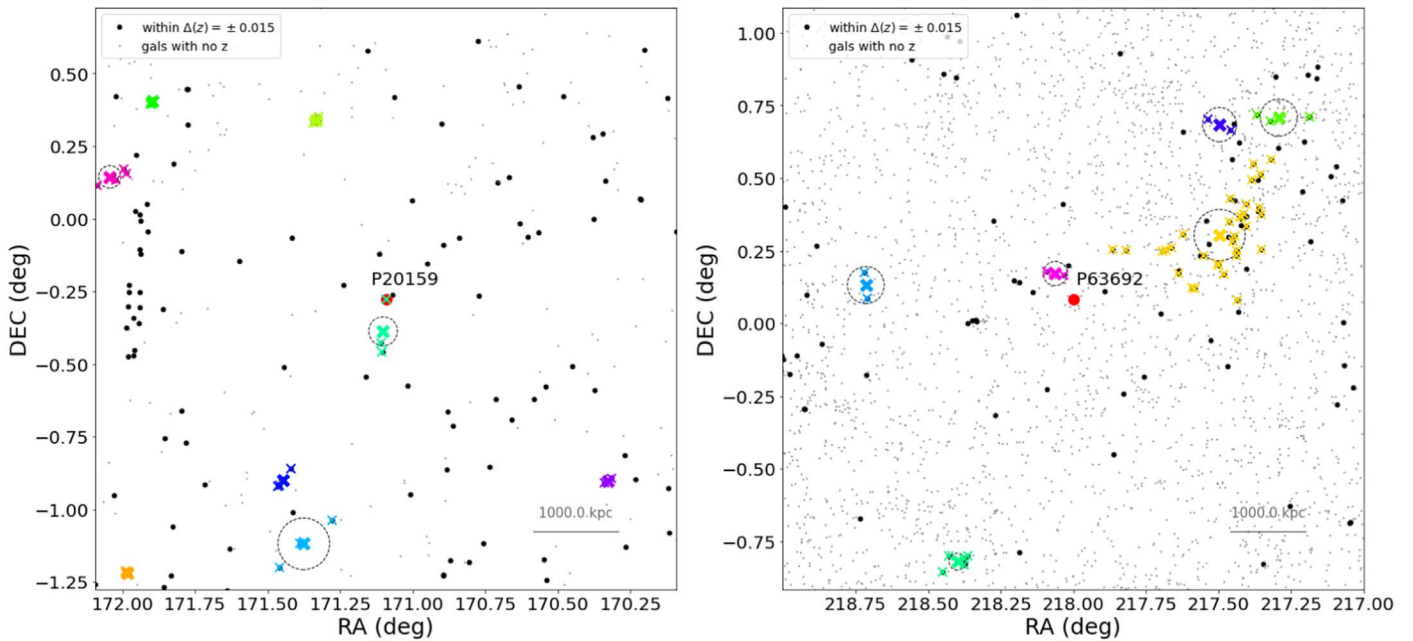 within Δ(z) = ±0.015
gals with no z
0.50
0.25
0.00
−0.25
−0.50
−0.75
−1.00
−1.25
DEC (deg)
P20159
1000.0 kpc
172.00 171.75 171.50 171.25 171.00 170.75 170.50 170.25
RA (deg)
within Δ(z) = ±0.015
gals with no z
1.00
0.75
0.50
0.25
0.00
−0.25
−0.50
−0.75
DEC (deg)
P63692
1000.0 kpc
218.75 218.50 218.25 218.00 217.75 217.50 217.25 217.00
RA (deg)